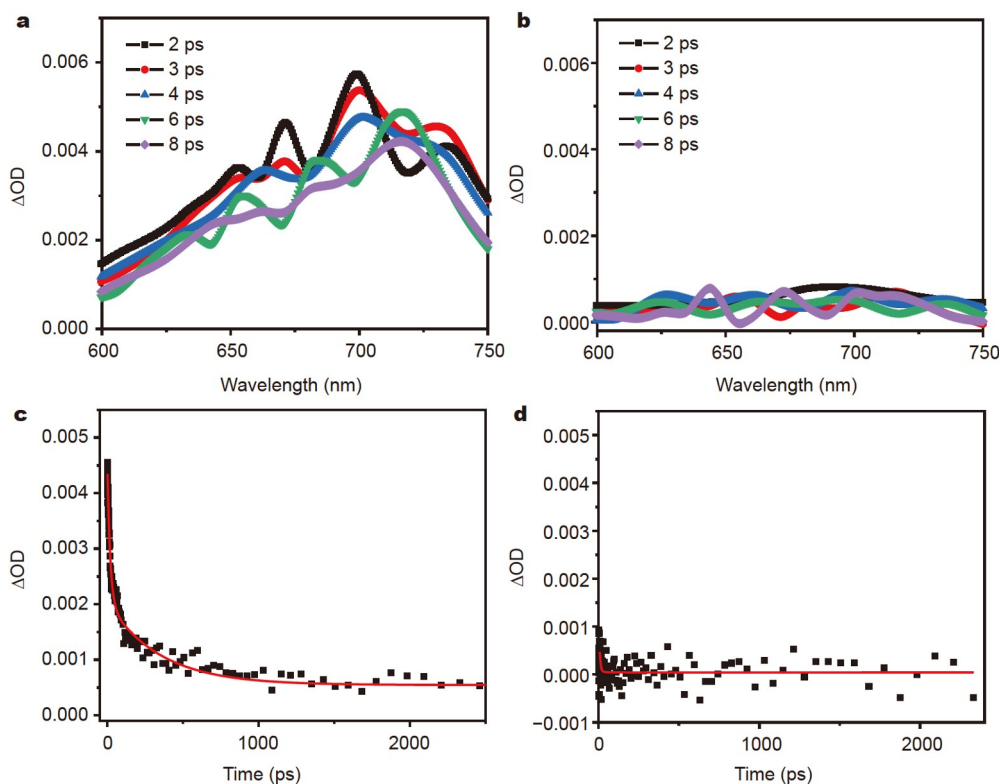 a
2 ps
3 ps
4 ps
6 ps
8 ps
0.006
0.004
0.002
0.000
ΔOD
600
650
700
750
Wavelength (nm)
b
2 ps
3 ps
4 ps
6 ps
8 ps
0.006
0.004
0.002
0.000
ΔOD
600
650
700
750
Wavelength (nm)
c
0.005
0.004
0.003
0.002
0.001
0.000
ΔOD
0
1000
2000
Time (ps)
d
0.005
0.004
0.003
0.002
0.001
0.000
−0.001
ΔOD
0
1000
2000
Time (ps)